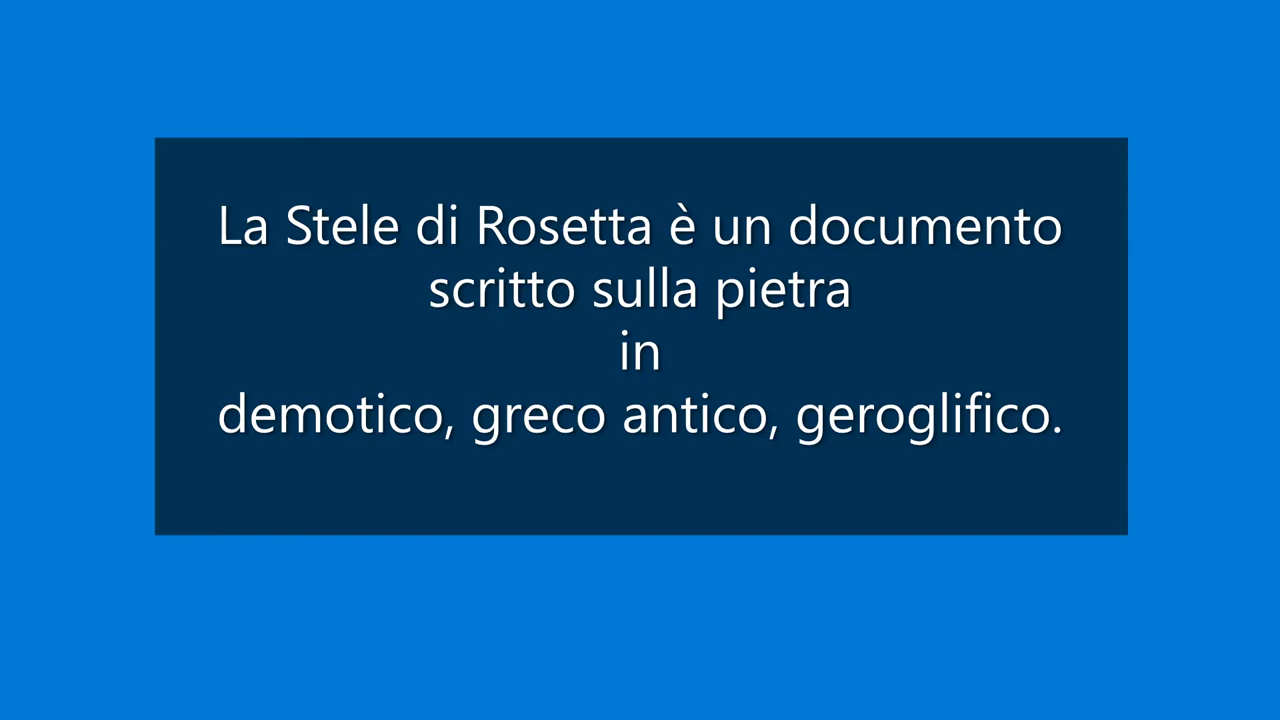 La Stele di Rosetta è un documento
scritto sulla pietra
in
demotico, greco antico, geroglifico.